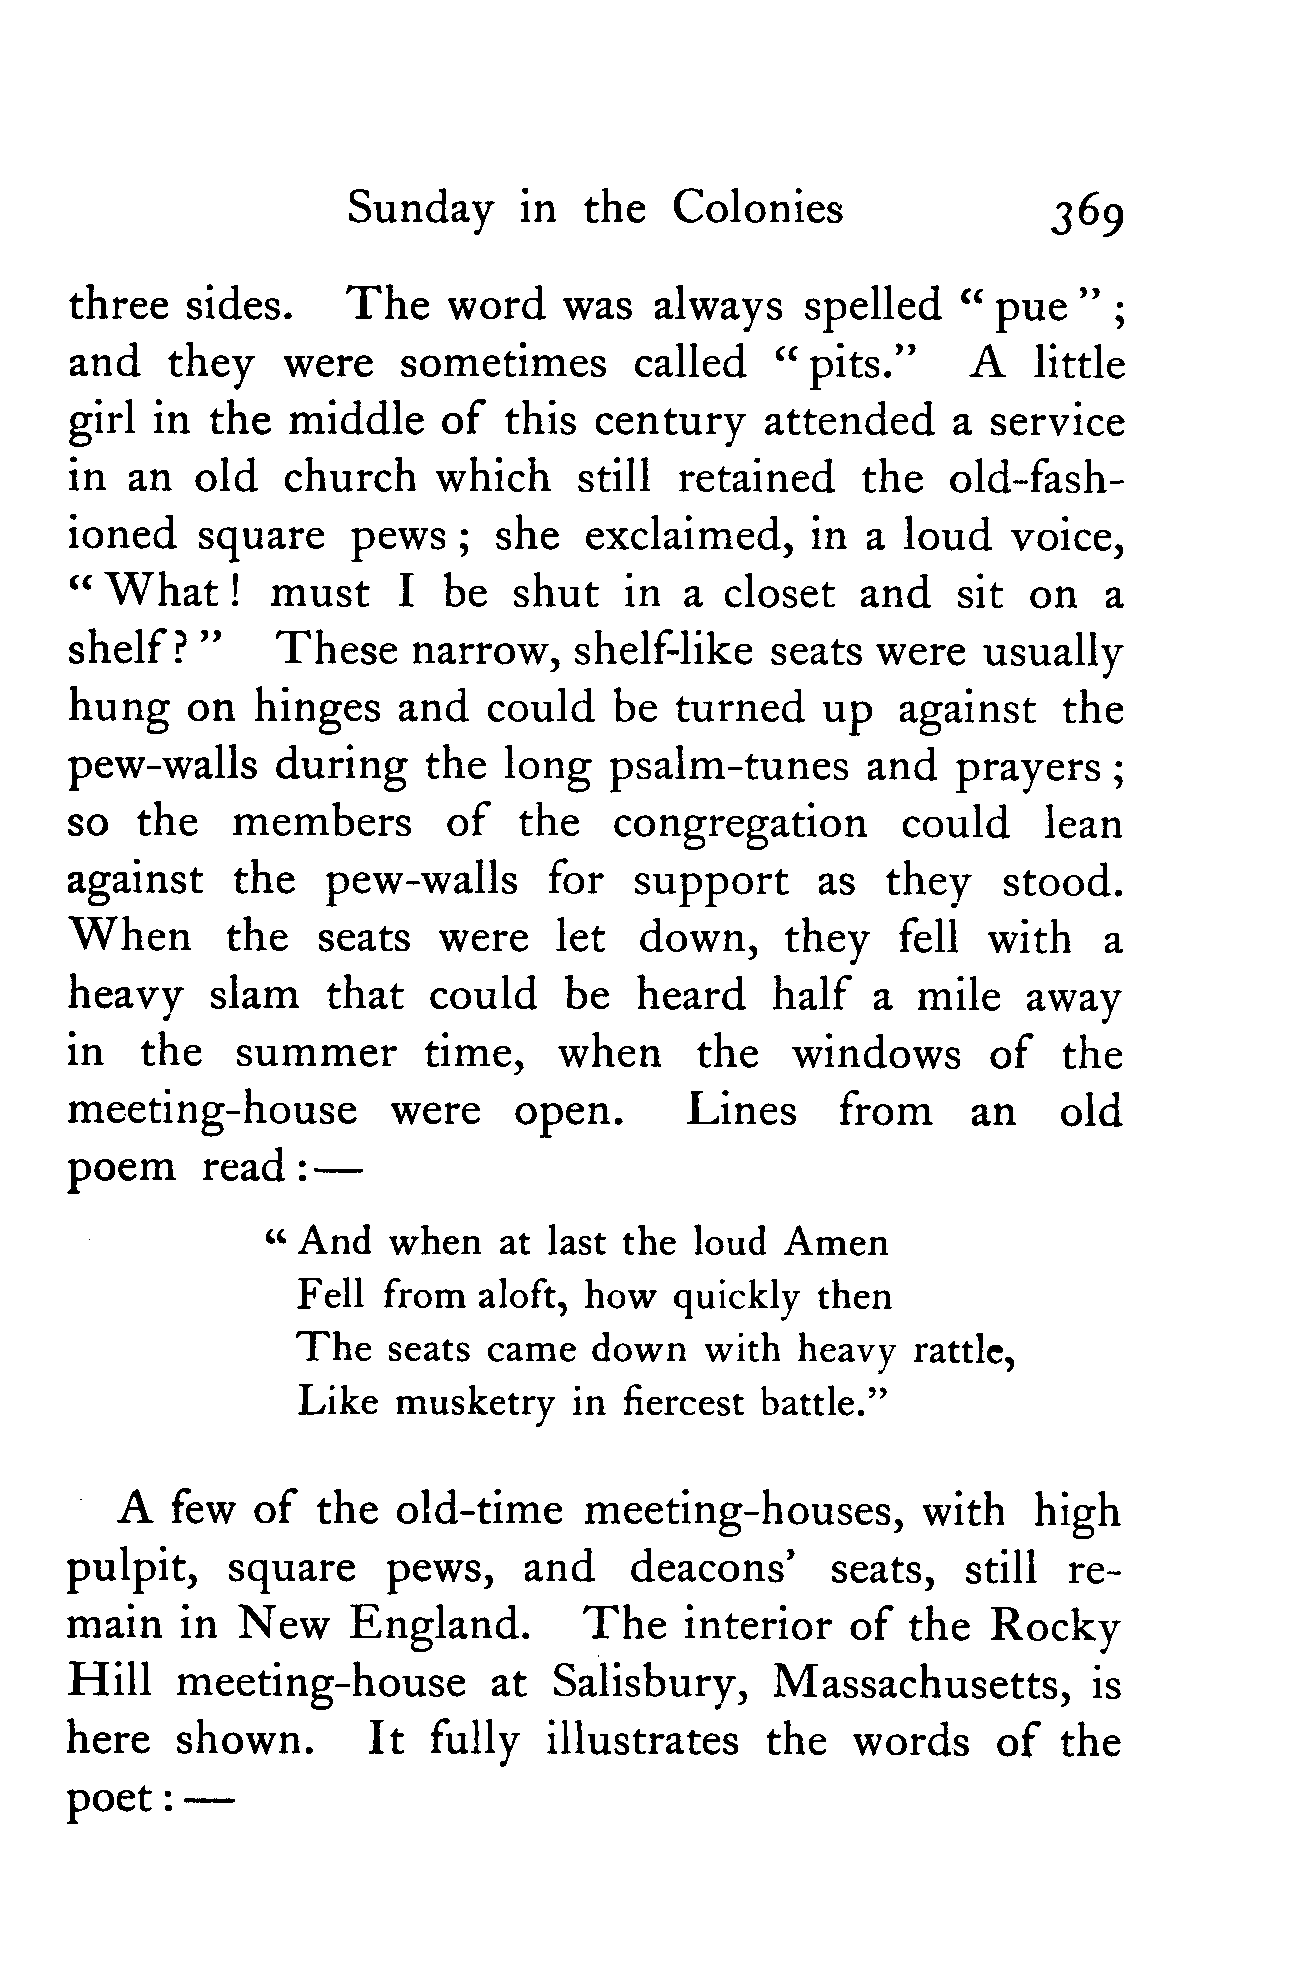 Sunday in the Colonies 369
three sides. The word was always spelled “ pue ” ;
and they were sometimes called “ pits.” A little
girl in the middle of this century attended a service
in an old church which still retained the old-fash-
ioned square pews ; she exclaimed, in a loud voice,
“ What ! must I be shut in a closet and sit on a
shelf ? ” These narrow, shelf-like seats were usually
hung on hinges and could be turned up against the
pew-walls during the long psalm-tunes and prayers ;
so the members of the congregation could lean
against the pew-walls for support as they stood.
When the seats were let down, they fell with a
heavy slam that could be heard half a mile away
in the summer time, when the windows of the
meeting-house were open. Lines from an old
poem read : —
“ And when at last the loud Amen
Fell from aloft, how quickly then
The seats came down with heavy rattle,
Like musketry in fiercest battle.”
A few of the old-time meeting-houses, with high
pulpit, square pews, and deacons’ seats, still re-
main in New England. The interior of the Rocky
Hill meeting-house at Salisbury, Massachusetts, is
here shown. It fully illustrates the words of the
poet : —